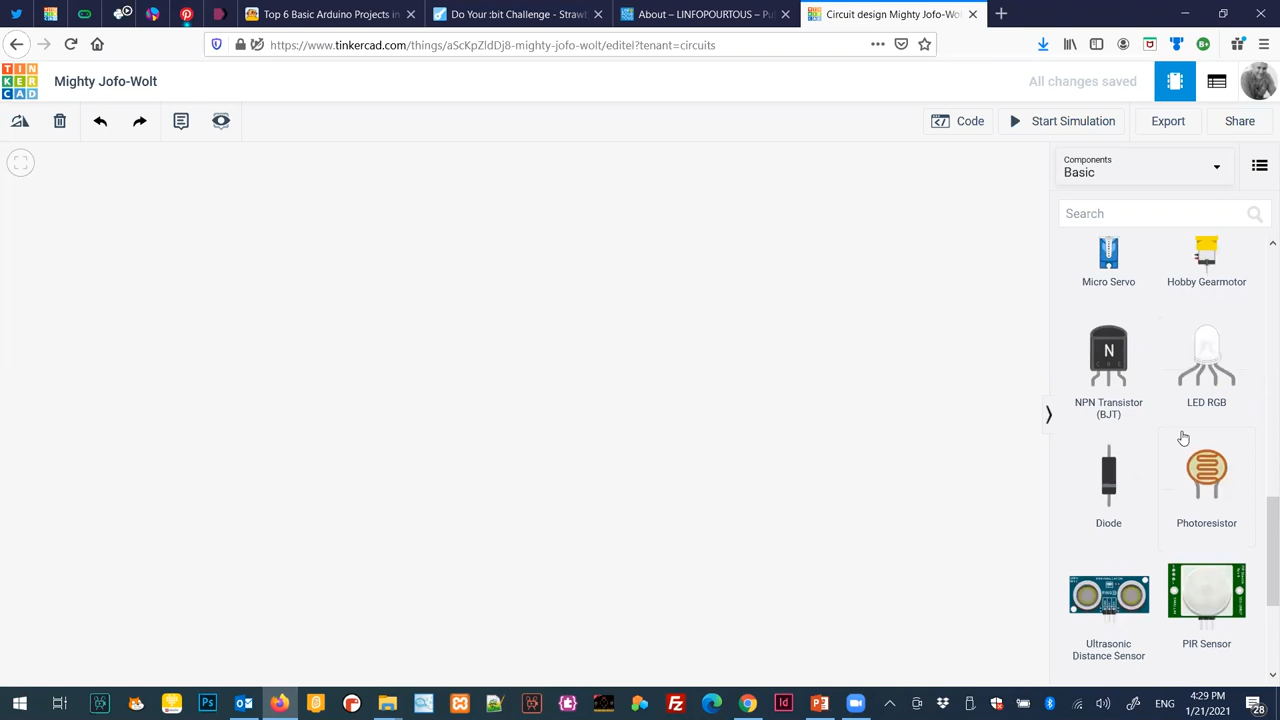 Top 6 Basic Arduino Projects in
Do Your :bit Challenge - Strawb
About – LINFOPOURTOUS – Pu
Circuit design Mighty Jofo-Wol
https://www.tinkercad.com/things/aScKpZldDj8-mighty-jofo-wolt/editel?tenant=circuits
TIN
KER
CAD
Mighty Jofo-Wolt
All changes saved
Code
Start Simulation
Export
Share
Components
Basic
Search
Micro Servo
Hobby Gearmotor
N
NPN Transistor
(BJT)
LED RGB
Diode
Photoresistor
Ultrasonic
Distance Sensor
PIR Sensor
ENG
4:29 PM
1/21/2021
28